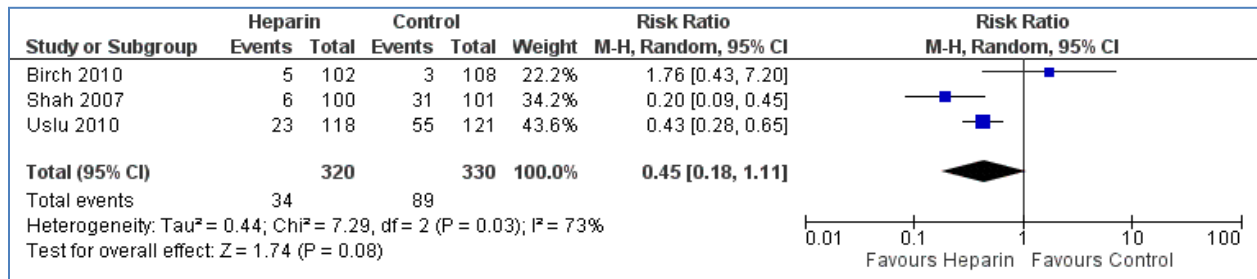 Heparin Control Risk Ratio Risk Ratio
Study or Subgroup Events Total Events Total Weight M-H, Random, 95% CI M-H, Random, 95% CI
Birch 2010 5 102 3 108 22.2% 1.76 [0.43, 7.20]
Shah 2007 6 100 31 101 34.2% 0.20 [0.09, 0.45]
Uslu 2010 23 118 55 121 43.6% 0.43 [0.28, 0.65]
Total (95% CI) 320 330 100.0% 0.45 [0.18, 1.11]
Total events 34 89
Heterogeneity: Tau² = 0.44; Chi² = 7.29, df = 2 (P = 0.03); I² = 73%
Test for overall effect: Z = 1.74 (P = 0.08)
0.01 0.1 1 10 100
Favours Heparin Favours Control